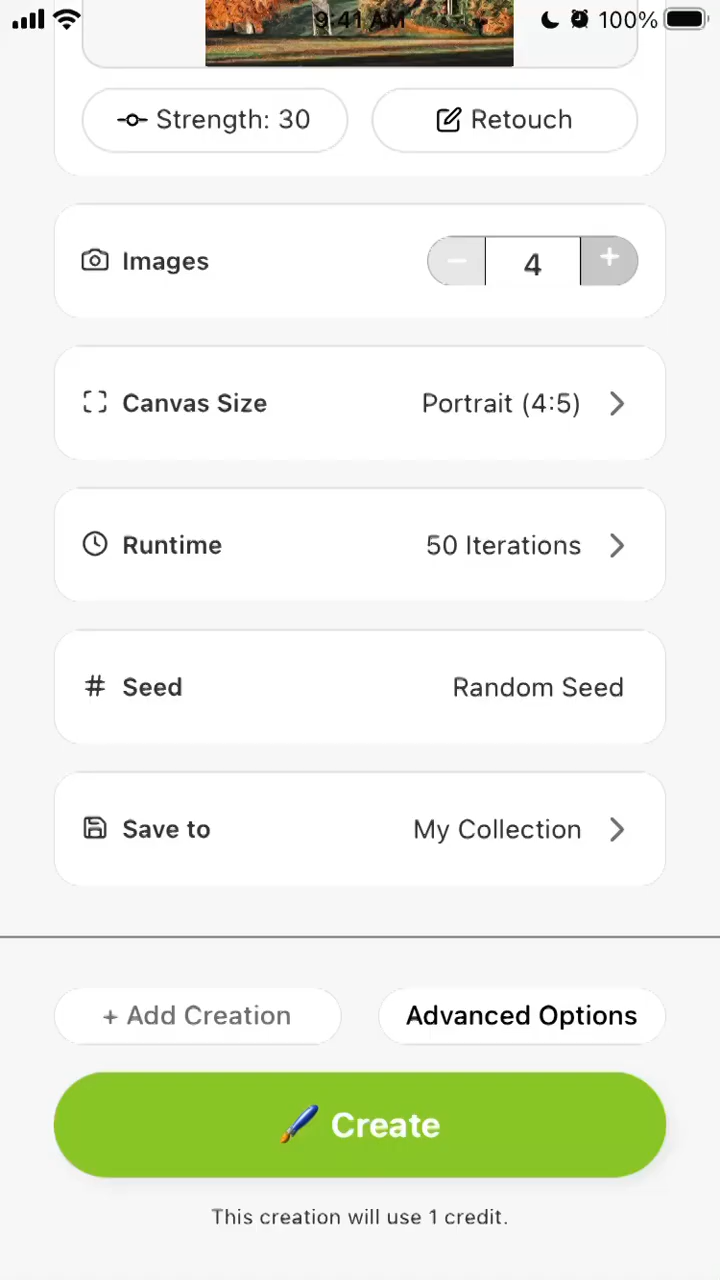 9:41 AM
100%
Strength: 30
Retouch
Images
4
Canvas Size
Portrait (4:5)
Runtime
50 Iterations
Seed
Random Seed
Save to
My Collection
+ Add Creation
Advanced Options
Create
This creation will use 1 credit.